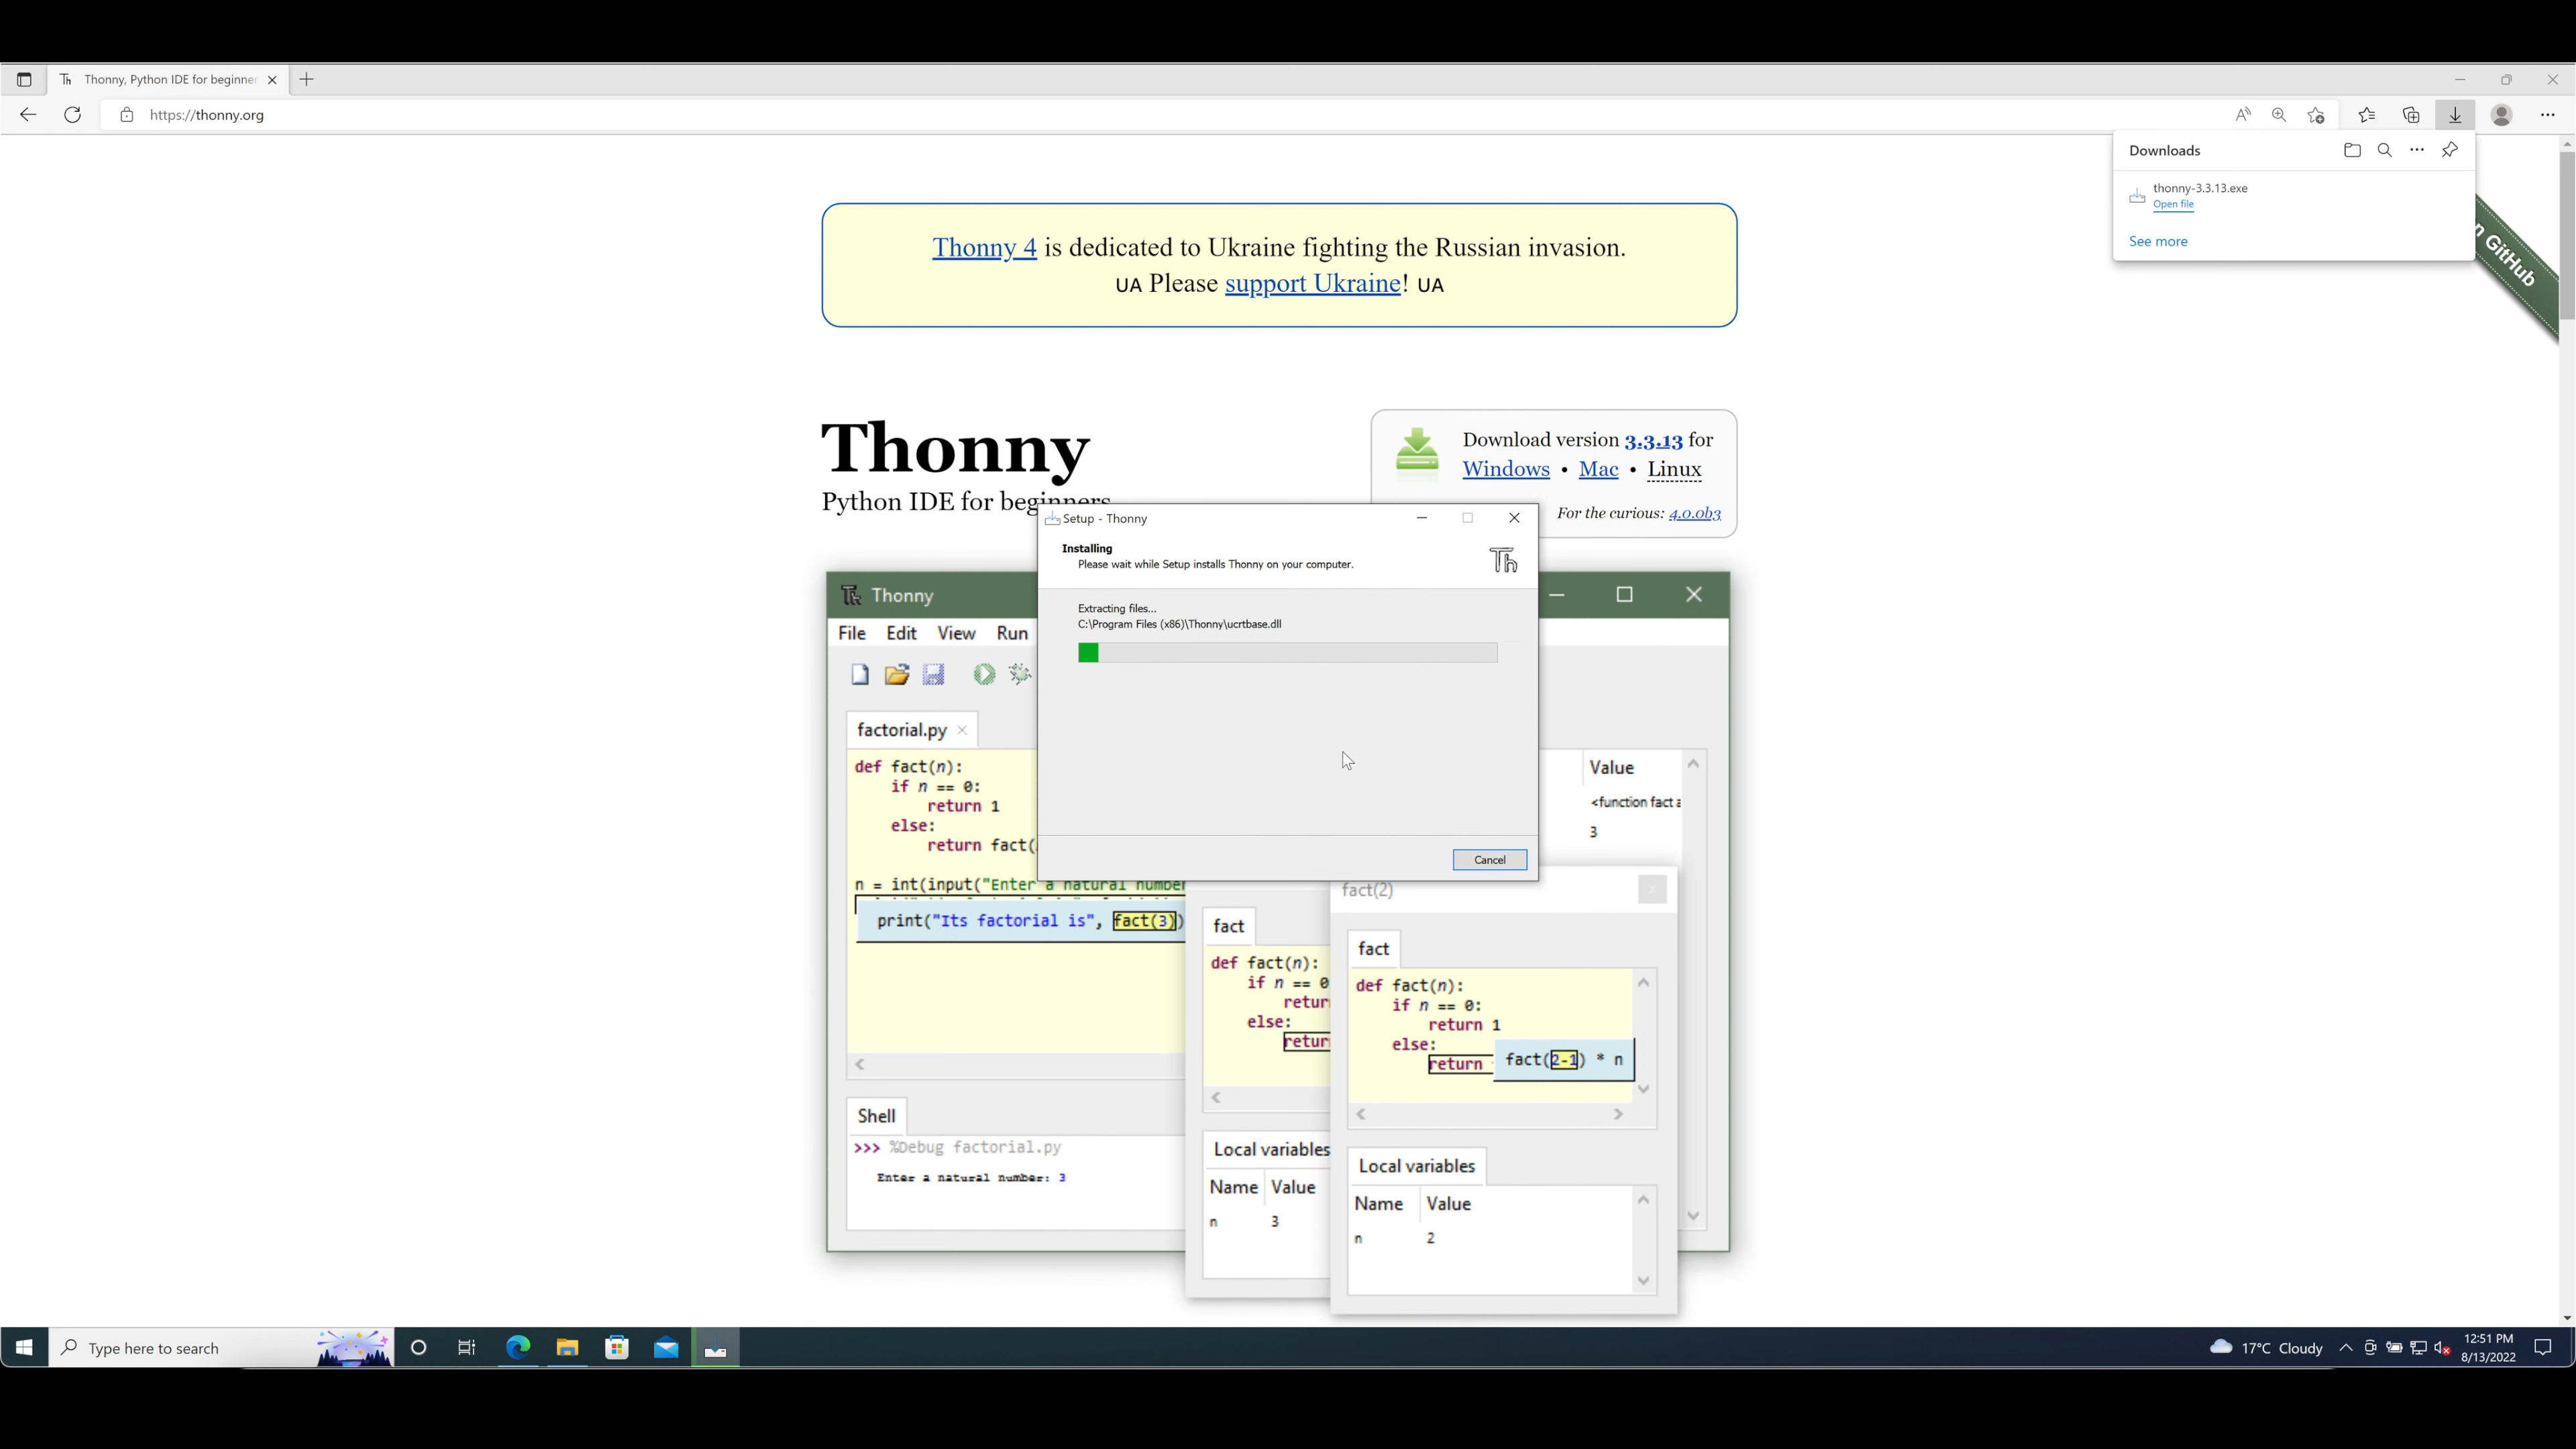 Thonny, Python IDE for beginner
https://thonny.org
Downloads
thonny-3.3.13.exe
Open file
See more
n GitHub
Thonny 4 is dedicated to Ukraine fighting the Russian invasion.
UA Please support Ukraine! UA
Thonny
Python IDE for beginners
Download version 3.3.13 for
Windows • Mac • Linux
For the curious: 4.0.0b3
Setup - Thonny
Installing
Please wait while Setup installs Thonny on your computer.
Th
Extracting files...
C:\Program Files (x86)\Thonny\ucrtbase.dll
Cancel
Thonny
File Edit View Run
factorial.py
def fact(n):
if n == 0:
return 1
else:
return fact(
n = int(input("Enter a natural number
print("Its factorial is", fact(3))
Shell
>>> %Debug factorial.py
Enter a natural number: 3
Value
<function fact a
3
fact
def fact(n):
if n == 0
retur
else:
retur
Local variables
Name Value
n 3
fact(2)
fact
def fact(n):
if n == 0:
return 1
else:
return fact(2-1) * n
Local variables
Name Value
n 2
Type here to search
17°C Cloudy
12:51 PM
8/13/2022